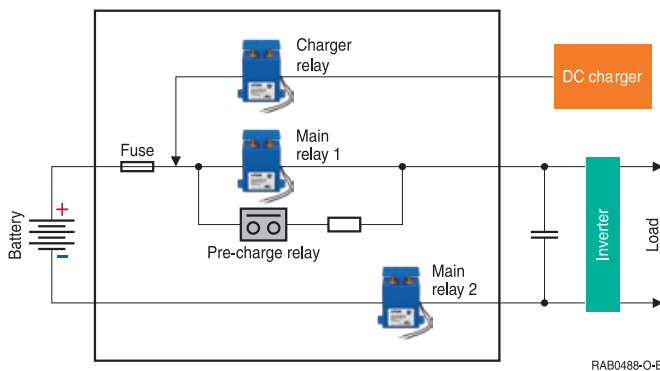 Charger
relay
DC charger
Fuse
Main
relay 1
+
Battery
-
Pre-charge relay
Main
relay 2
Inverter
Load
RAB0488-O-E